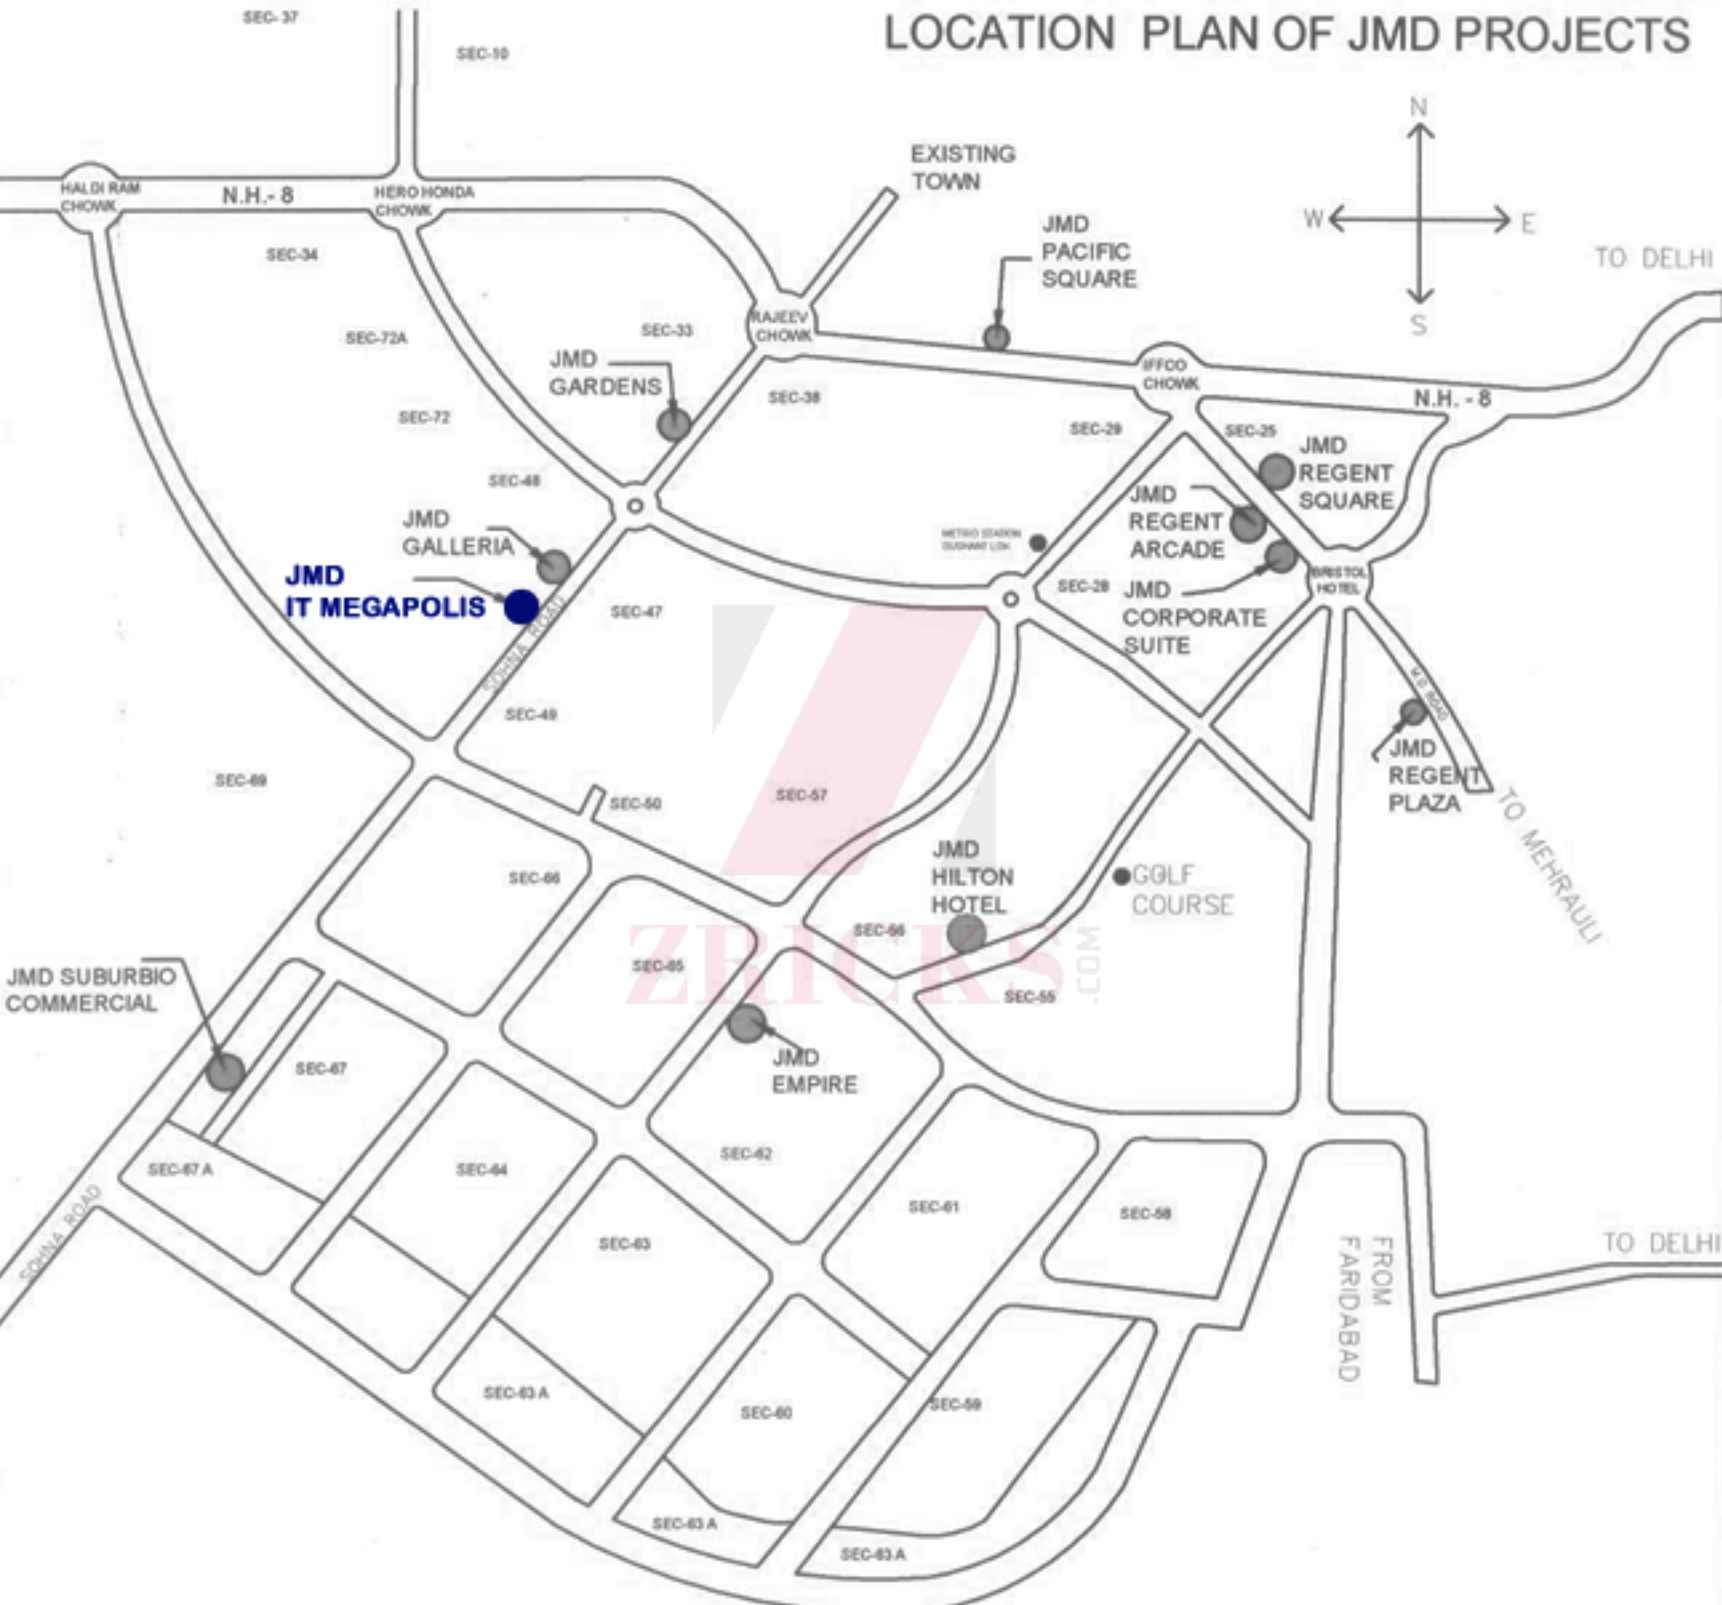 LOCATION PLAN OF JMD PROJECTS
SEC- 37
SEC-10
N
W
E
S
EXISTING
TOWN
HALDI RAM
CHOWK
N.H.- 8
HERO HONDA
CHOWK
JMD
PACIFIC
SQUARE
TO DELHI
SEC-34
RAJEEV
CHOWK
SEC-33
SEC-72A
JMD
GARDENS
IFFCO
CHOWK
SEC-38
N.H. - 8
SEC-72
SEC-29
SEC-25
JMD
REGENT
SQUARE
SEC-48
JMD
REGENT
ARCADE
JMD
GALLERIA
METRO STATION
SUSHANT LOK
JMD
IT MEGAPOLIS
SEC-28
BRISTOL
HOTEL
JMD
CORPORATE
SUITE
SEC-47
SOHNA ROAD
M.G. ROAD
SEC-49
JMD
REGENT
PLAZA
SEC-69
SEC-50
SEC-57
TO MEHRAULI
JMD
HILTON
HOTEL
GOLF
COURSE
SEC-66
SEC-56
ZRICKS
.COM
SEC-65
SEC-55
JMD SUBURBIO
COMMERCIAL
SEC-67
JMD
EMPIRE
SEC-67 A
SEC-64
SEC-62
SOHNA ROAD
SEC-61
SEC-58
SEC-63
FROM
FARIDABAD
TO DELHI
SEC-63 A
SEC-60
SEC-59
SEC-63 A
SEC-63 A